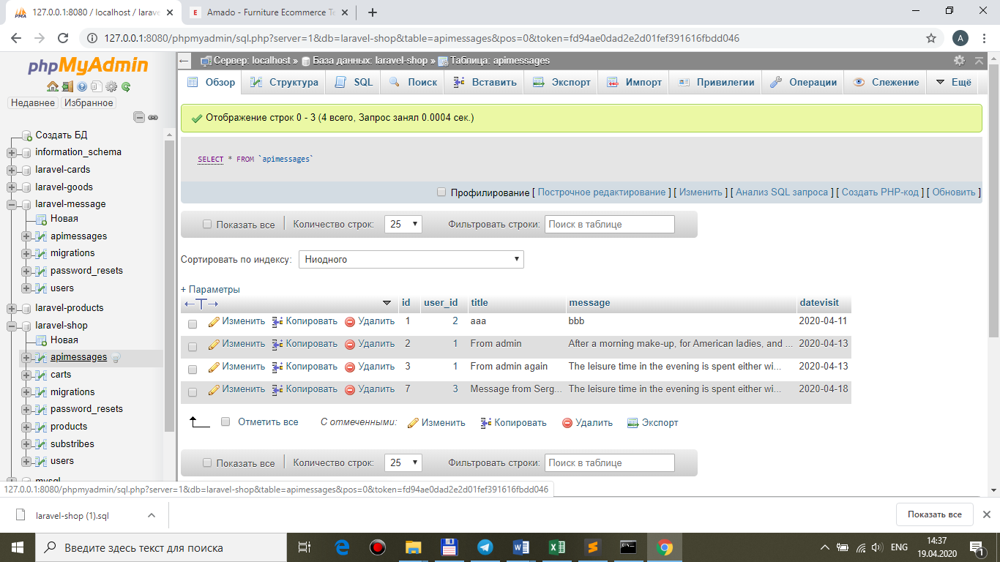 127.0.0.1:8080 / localhost / larave
Amado - Furniture Ecommerce Te
127.0.0.1:8080/phpmyadmin/sql.php?server=1&db=laravel-shop&table=apimessages&pos=0&token=fd94ae0dad2e2d01fef391616fbdd046
A
phpMyAdmin
Недавнее Избранное
Создать БД
information_schema
laravel-cards
laravel-goods
laravel-message
Новая
apimessages
migrations
password_resets
users
laravel-products
laravel-shop
Новая
apimessages
carts
migrations
password_resets
products
substribes
users
mysql
Сервер: localhost » База данных: laravel-shop » Таблица: apimessages
Обзор Структура SQL Поиск Вставить Экспорт Импорт Привилегии Операции Слежение Ещё
Отображение строк 0 - 3 (4 всего, Запрос занял 0.0004 сек.)
SELECT * FROM `apimessages`
Профилирование [ Построчное редактирование ] [ Изменить ] [ Анализ SQL запроса ] [ Создать PHP-код ] [ Обновить ]
Показать все Количество строк: 25 Фильтровать строки: Поиск в таблице
Сортировать по индексу: Ниодного
+ Параметры
id user_id title message datevisit
Изменить Копировать Удалить 1 2 aaa bbb 2020-04-11
Изменить Копировать Удалить 2 1 From admin After a morning make-up, for American ladies, and ... 2020-04-13
Изменить Копировать Удалить 3 1 From admin again The leisure time in the evening is spent either wi... 2020-04-13
Изменить Копировать Удалить 7 3 Message from Serg... The leisure time in the evening is spent either wi... 2020-04-18
Отметить все С отмеченными: Изменить Копировать Удалить Экспорт
Показать все Количество строк: 25 Фильтровать строки: Поиск в таблице
127.0.0.1:8080/phpmyadmin/sql.php?server=1&db=laravel-shop&table=apimessages&pos=0&token=fd94ae0dad2e2d01fef391616fbdd046
laravel-shop (1).sql
Показать все
Введите здесь текст для поиска
ENG
14:37
19.04.2020
1